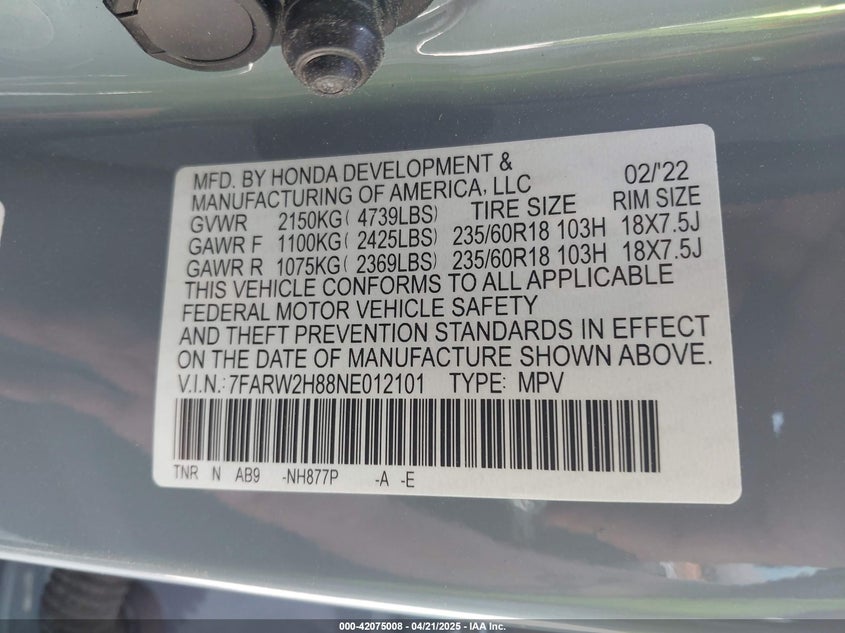 MFD. BY HONDA DEVELOPMENT &
MANUFACTURING OF AMERICA, LLC 02/'22
GVWR 2150KG( 4739LBS) TIRE SIZE RIM SIZE
GAWR F 1100KG( 2425LBS) 235/60R18 103H 18X7.5J
GAWR R 1075KG( 2369LBS) 235/60R18 103H 18X7.5J
THIS VEHICLE CONFORMS TO ALL APPLICABLE
FEDERAL MOTOR VEHICLE SAFETY
AND THEFT PREVENTION STANDARDS IN EFFECT
ON THE DATE OF MANUFACTURE SHOWN ABOVE.
V.I.N.: 7FARW2H88NE012101 TYPE: MPV
TNR N AB9 -NH877P -A -E
000-42075008 - 04/21/2025 - IAA Inc.